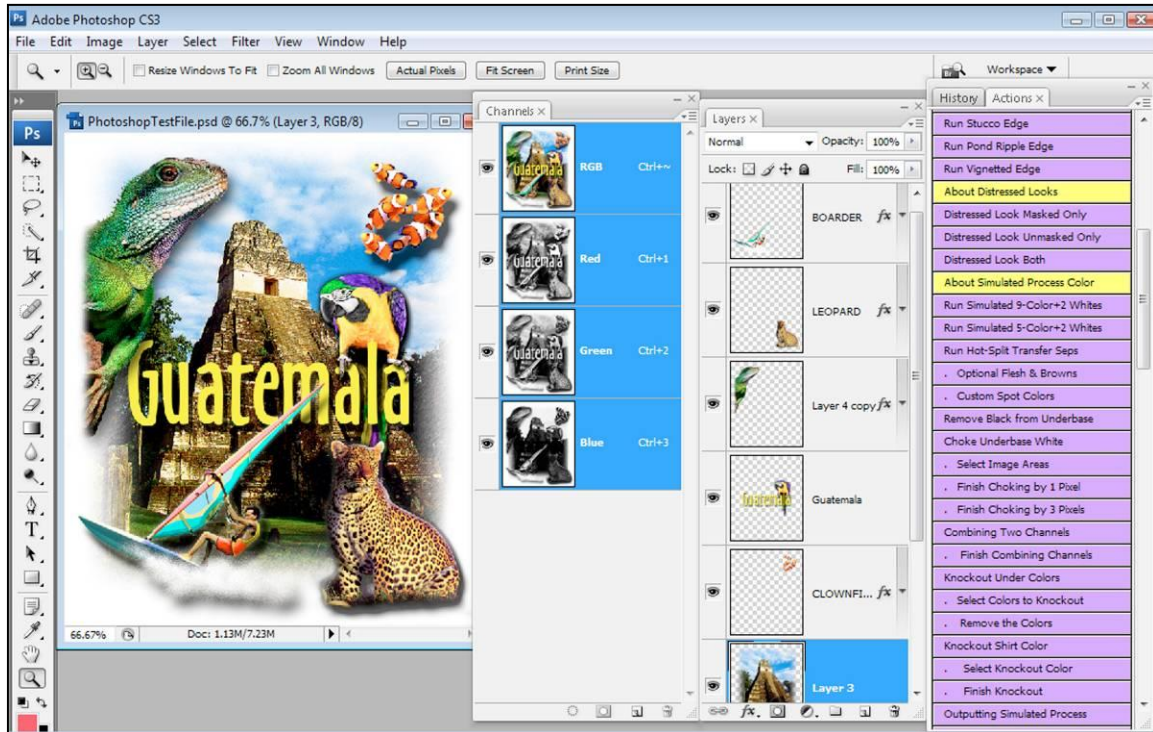 Ps Adobe Photoshop CS3
File Edit Image Layer Select Filter View Window Help
Resize Windows To Fit Zoom All Windows Actual Pixels Fit Screen Print Size Workspace ▼
Ps
PhotoshopTestFile.psd @ 66.7% (Layer 3, RGB/8)
Guatemala
66.67% Doc: 1.13M/7.23M
Channels ×
RGB Ctrl+~
Red Ctrl+1
Green Ctrl+2
Blue Ctrl+3
Layers ×
Normal Opacity: 100%
Lock: Fill: 100%
BOARDER fx
LEOPARD fx
Layer 4 copy fx
Guatemala
CLOWNFI... fx
Layer 3
fx.
History Actions ×
Run Stucco Edge
Run Pond Ripple Edge
Run Vignetted Edge
About Distressed Looks
Distressed Look Masked Only
Distressed Look Unmasked Only
Distressed Look Both
About Simulated Process Color
Run Simulated 9-Color+2 Whites
Run Simulated 5-Color+2 Whites
Run Hot-Split Transfer Seps
. Optional Flesh & Browns
. Custom Spot Colors
Remove Black from Underbase
Choke Underbase White
. Select Image Areas
. Finish Choking by 1 Pixel
. Finish Choking by 3 Pixels
Combining Two Channels
. Finish Combining Channels
Knockout Under Colors
. Select Colors to Knockout
. Remove the Colors
Knockout Shirt Color
. Select Knockout Color
. Finish Knockout
Outputting Simulated Process